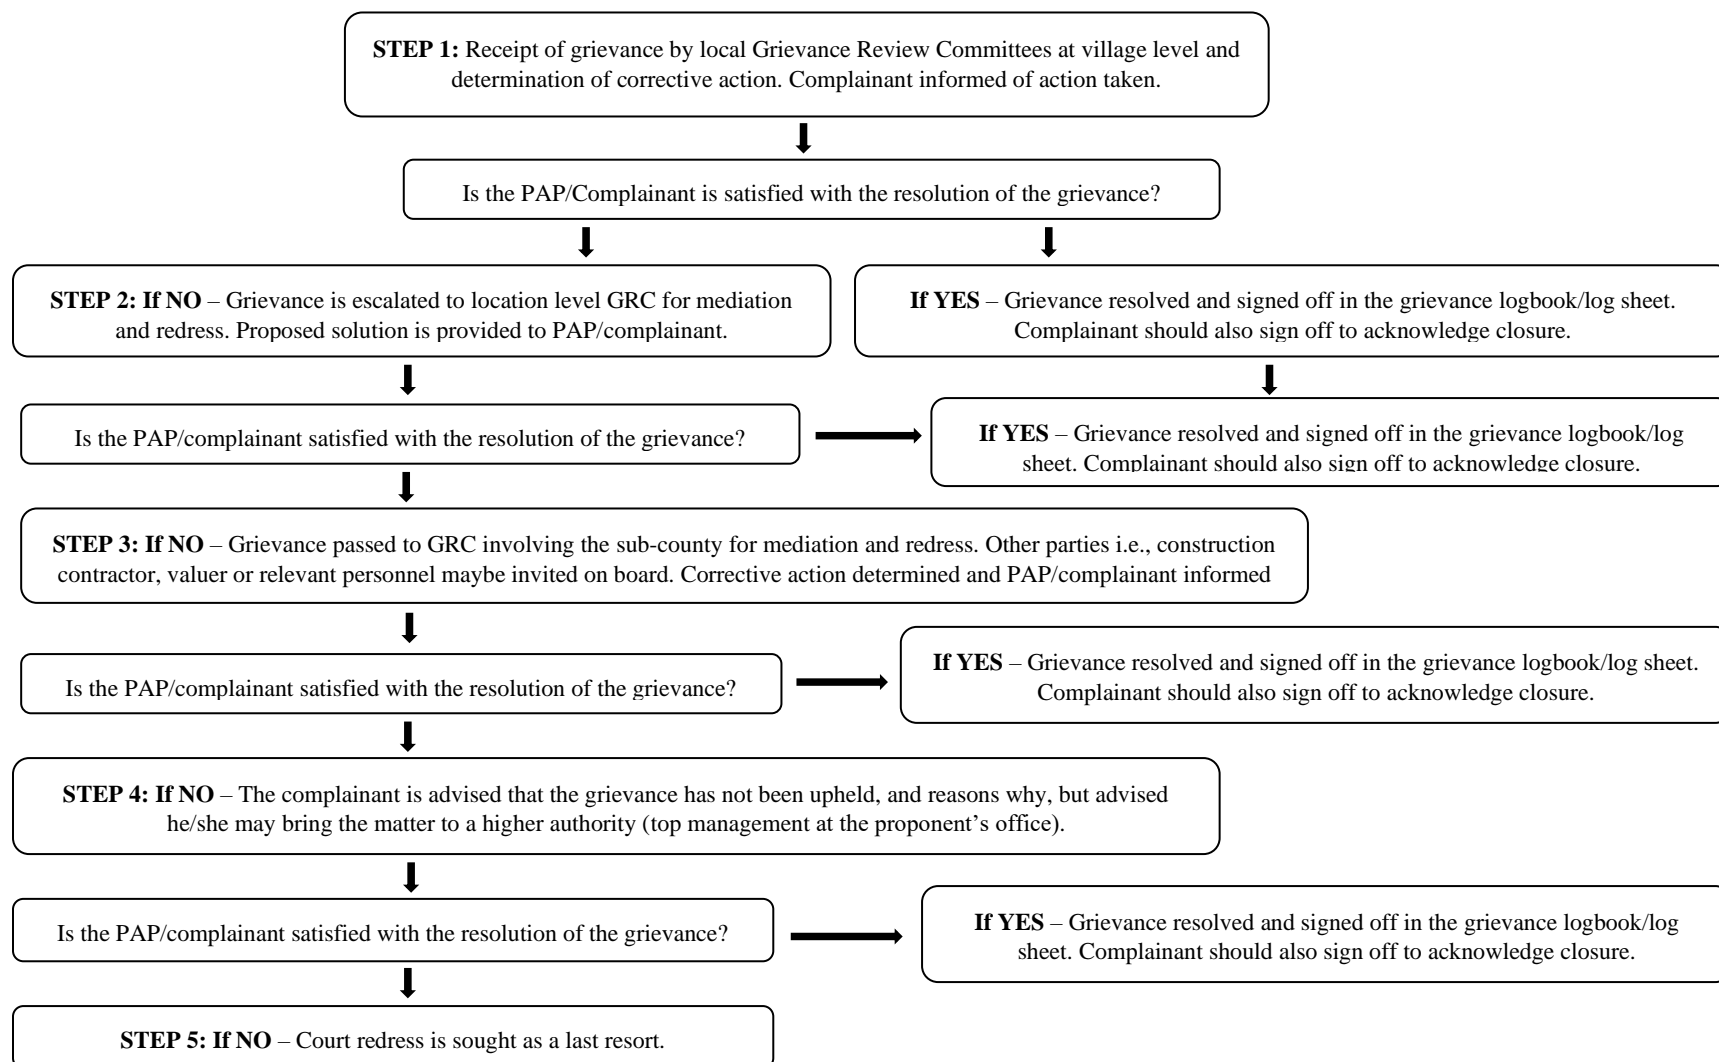 STEP 1: Receipt of grievance by local Grievance Review Committees at village level and
determination of corrective action. Complainant informed of action taken.
Is the PAP/Complainant is satisfied with the resolution of the grievance?
STEP 2: If NO – Grievance is escalated to location level GRC for mediation
and redress. Proposed solution is provided to PAP/complainant.
If YES – Grievance resolved and signed off in the grievance logbook/log sheet.
Complainant should also sign off to acknowledge closure.
Is the PAP/complainant satisfied with the resolution of the grievance?
If YES – Grievance resolved and signed off in the grievance logbook/log
sheet. Complainant should also sign off to acknowledge closure.
STEP 3: If NO – Grievance passed to GRC involving the sub-county for mediation and redress. Other parties i.e., construction
contractor, valuer or relevant personnel maybe invited on board. Corrective action determined and PAP/complainant informed
If YES – Grievance resolved and signed off in the grievance logbook/log sheet.
Complainant should also sign off to acknowledge closure.
Is the PAP/complainant satisfied with the resolution of the grievance?
STEP 4: If NO – The complainant is advised that the grievance has not been upheld, and reasons why, but advised
he/she may bring the matter to a higher authority (top management at the proponent’s office).
Is the PAP/complainant satisfied with the resolution of the grievance?
If YES – Grievance resolved and signed off in the grievance logbook/log
sheet. Complainant should also sign off to acknowledge closure.
STEP 5: If NO – Court redress is sought as a last resort.